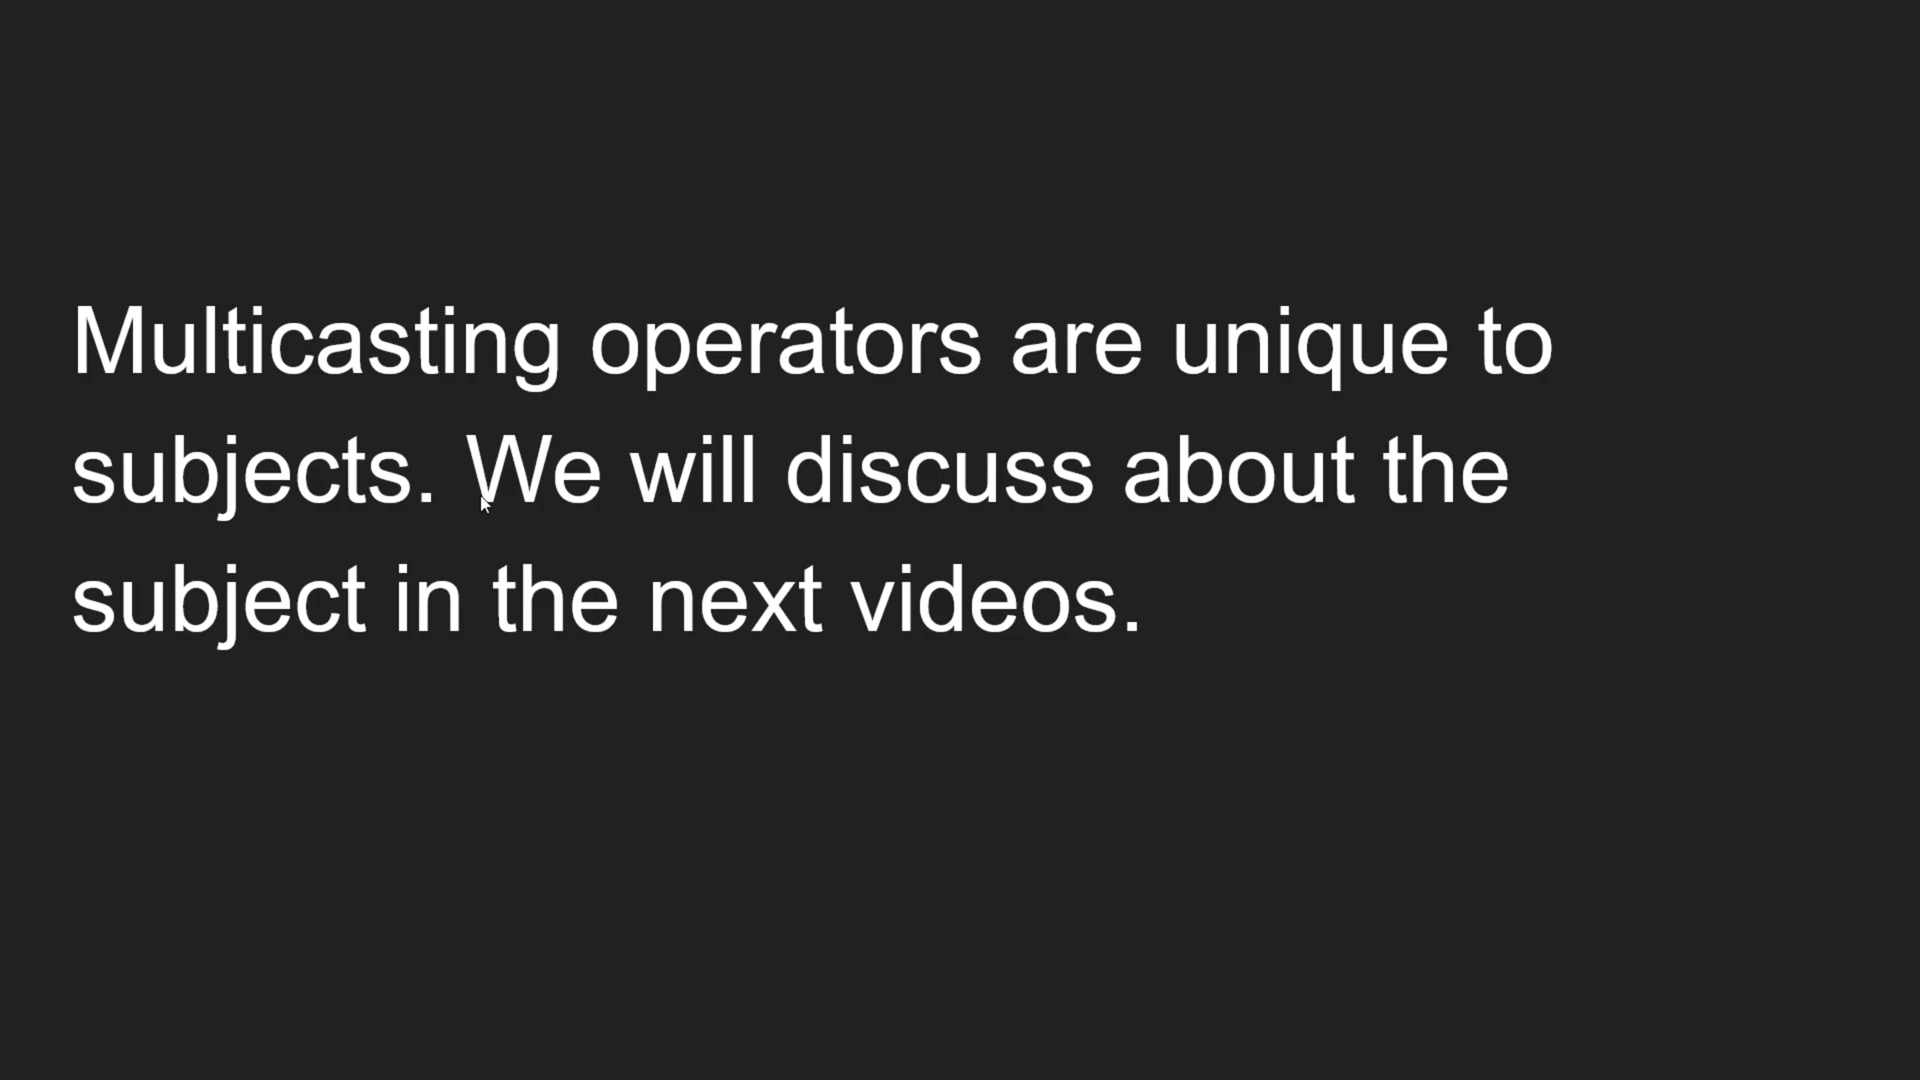 Multicasting operators are unique to
subjects. We will discuss about the
subject in the next videos.